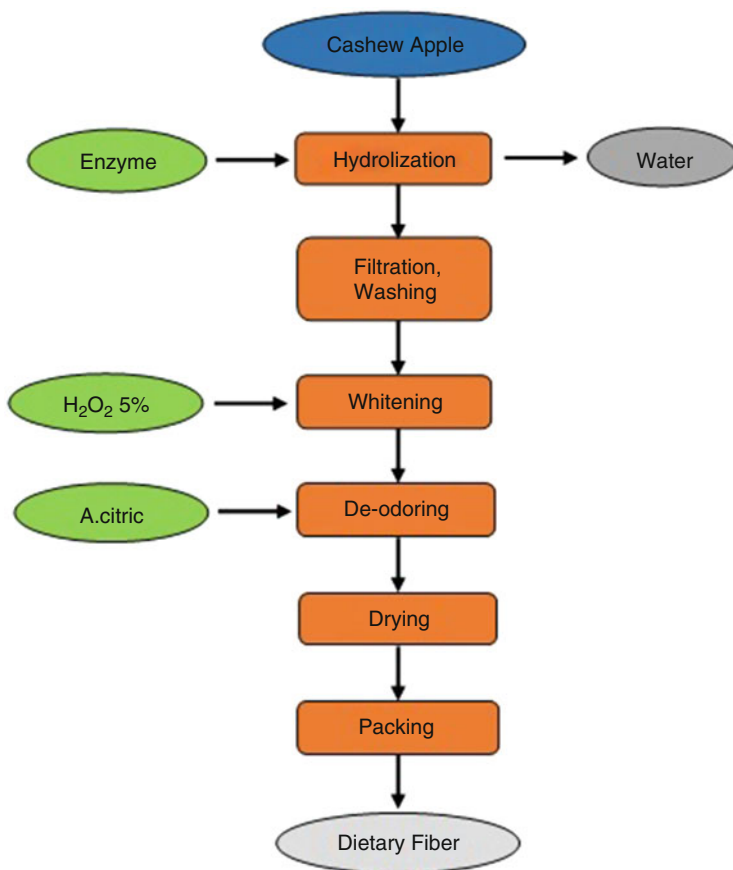 Cashew Apple
Enzyme
Hydrolization
Water
Filtration,
Washing
H₂O₂ 5%
Whitening
A.citric
De-odoring
Drying
Packing
Dietary Fiber